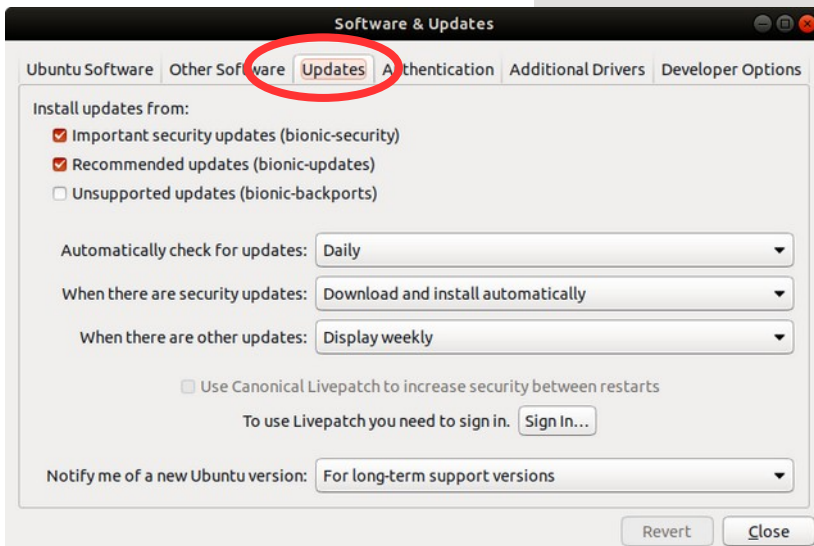 Software & Updates
Ubuntu Software Other Software Updates Authentication Additional Drivers Developer Options
Install updates from:
Important security updates (bionic-security)
Recommended updates (bionic-updates)
Unsupported updates (bionic-backports)
Automatically check for updates: Daily
When there are security updates: Download and install automatically
When there are other updates: Display weekly
Use Canonical Livepatch to increase security between restarts
To use Livepatch you need to sign in. Sign In...
Notify me of a new Ubuntu version: For long-term support versions
Revert Close